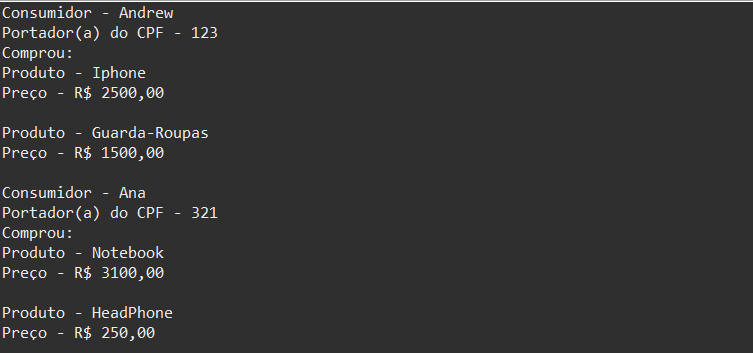 Consumidor - Andrew
Portador(a) do CPF - 123
Comprou:
Produto - Iphone
Preço - R$ 2500,00
Produto - Guarda-Roupas
Preço - R$ 1500,00
Consumidor - Ana
Portador(a) do CPF - 321
Comprou:
Produto - Notebook
Preço - R$ 3100,00
Produto - HeadPhone
Preço - R$ 250,00